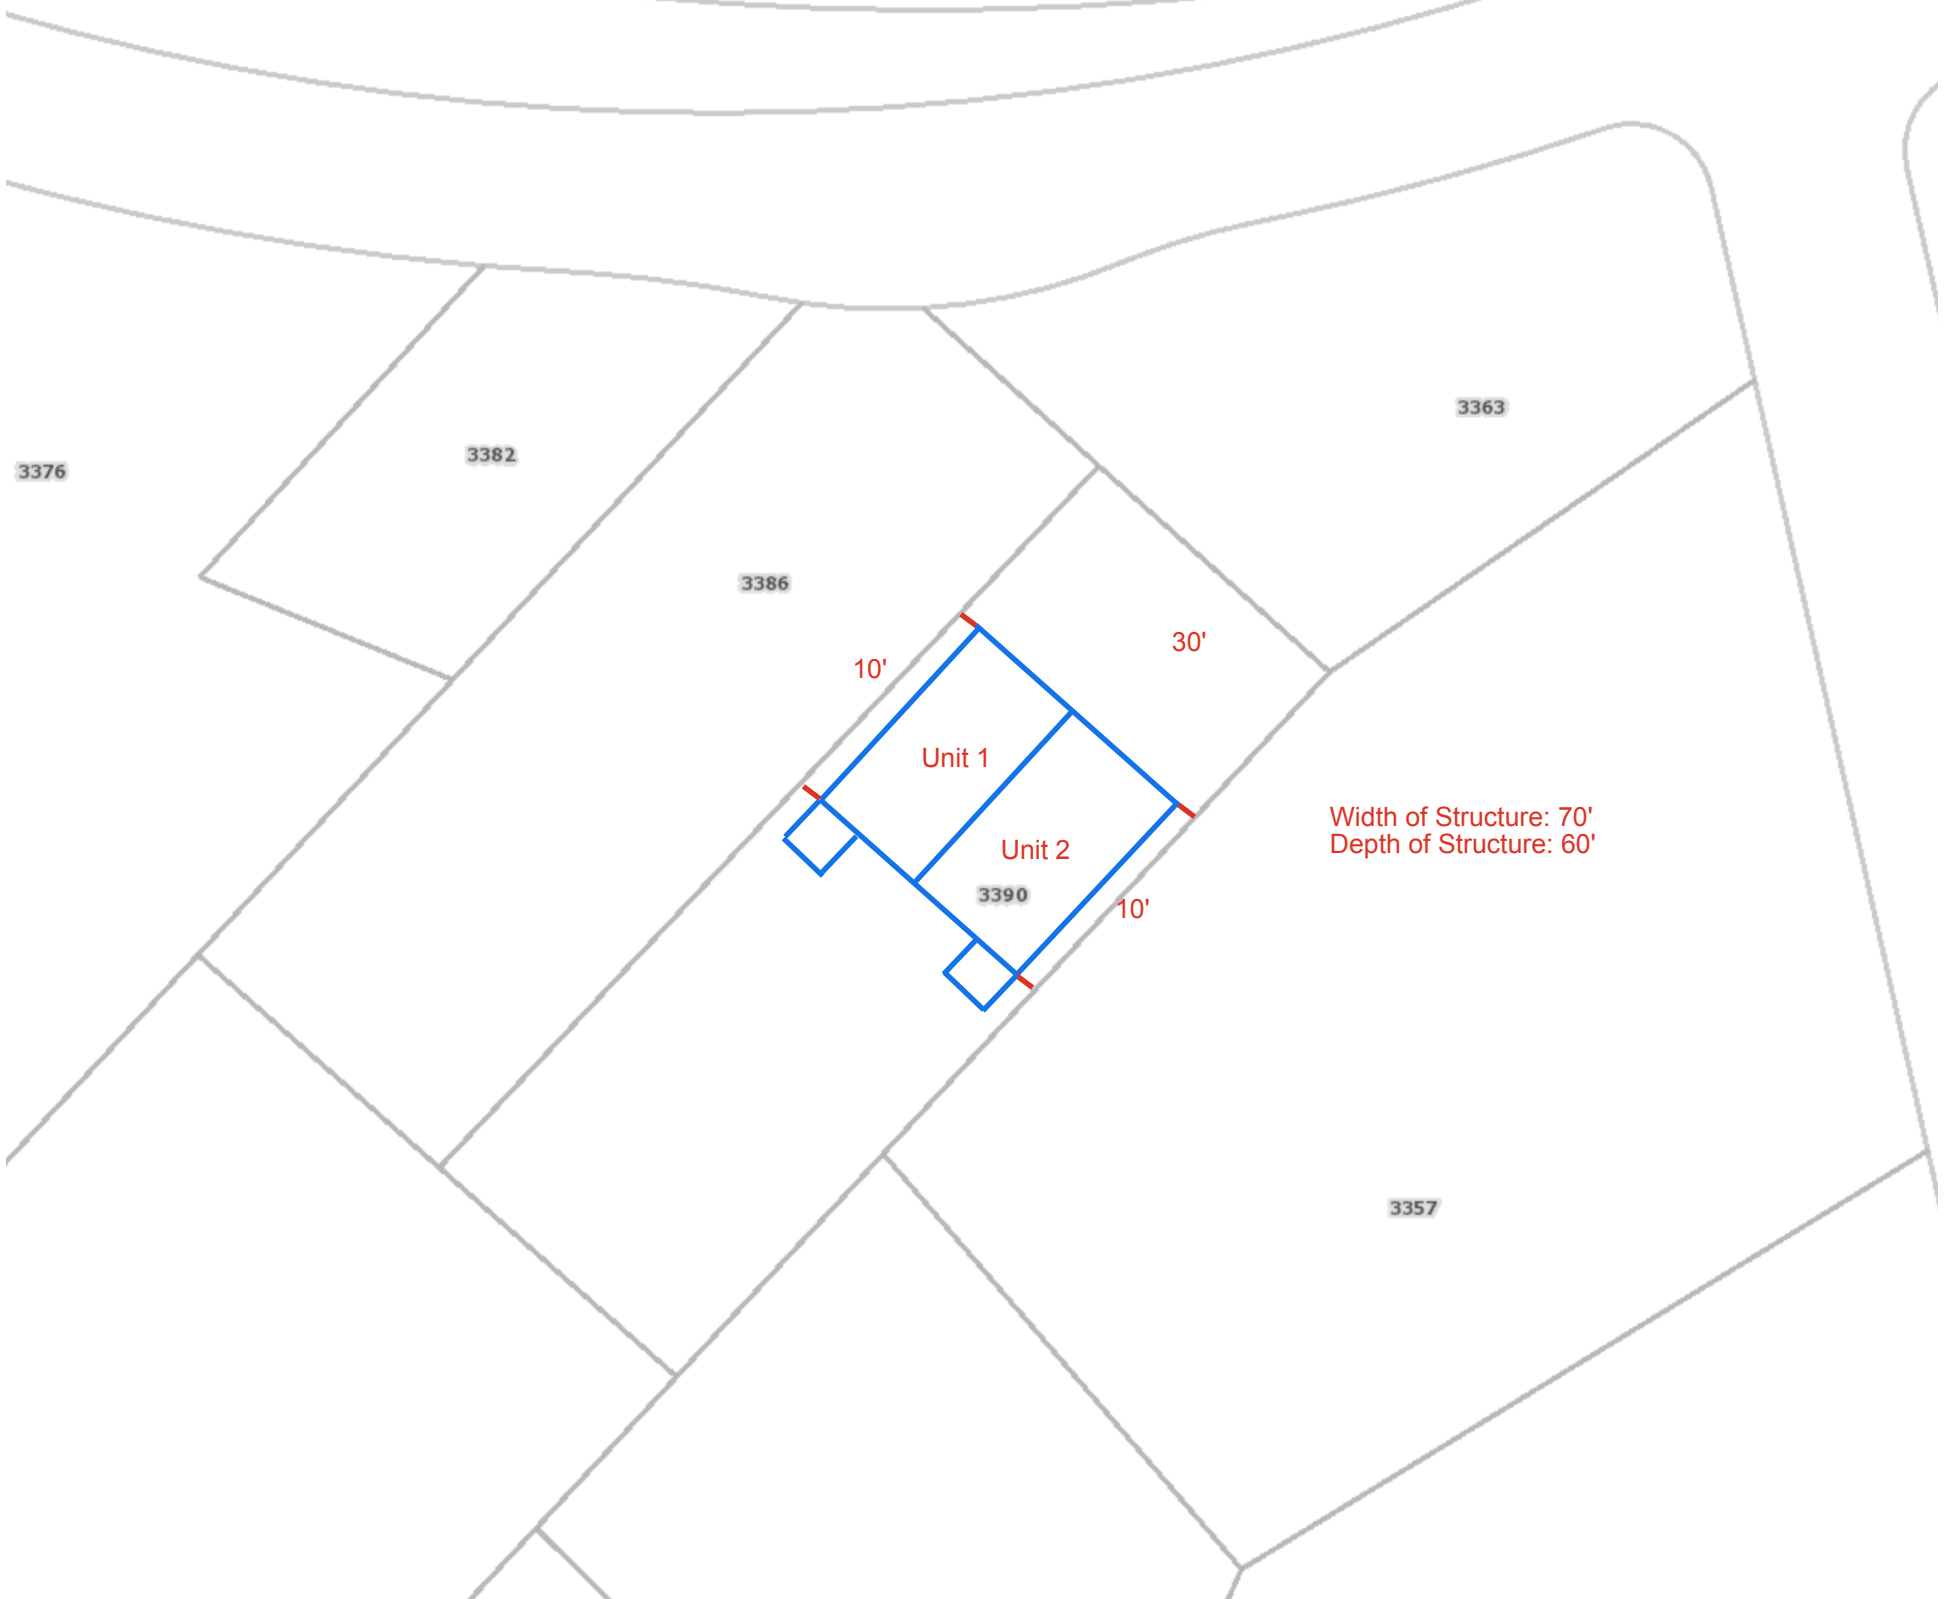 3363
3382
3376
3386
30'
10'
Unit 1
Width of Structure: 70'
Depth of Structure: 60'
Unit 2
3390
10'
3357